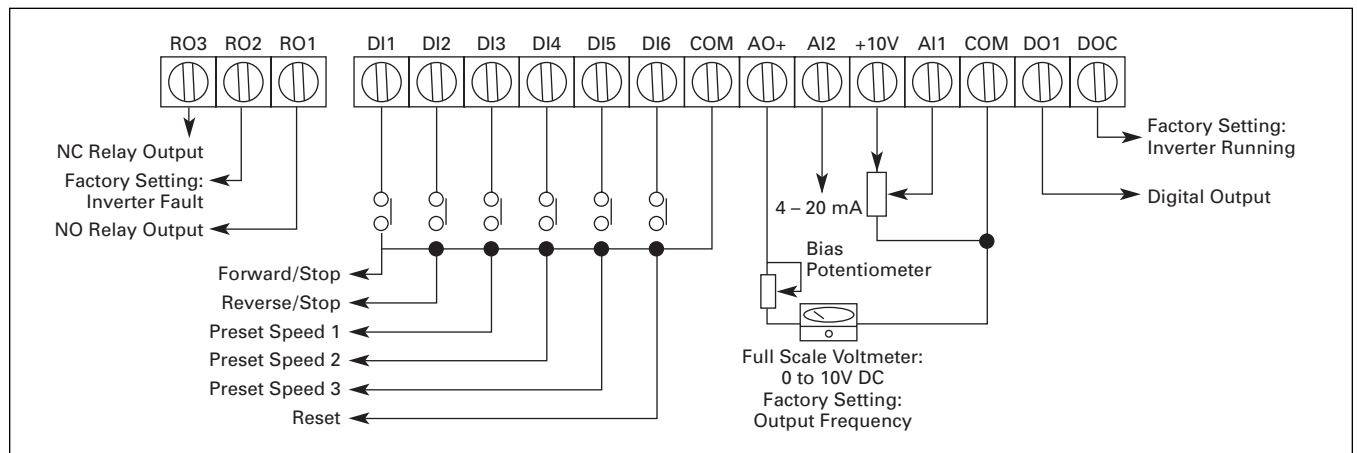 RO3 RO2 RO1 DI1 DI2 DI3 DI4 DI5 DI6 COM AO+ AI2 +10V AI1 COM DO1 DOC
NC Relay Output
Factory Setting:
Inverter Fault
NO Relay Output
Forward/Stop
Reverse/Stop
Preset Speed 1
Preset Speed 2
Preset Speed 3
Reset
4 – 20 mA
Bias
Potentiometer
Full Scale Voltmeter:
0 to 10V DC
Factory Setting:
Output Frequency
Factory Setting:
Inverter Running
Digital Output